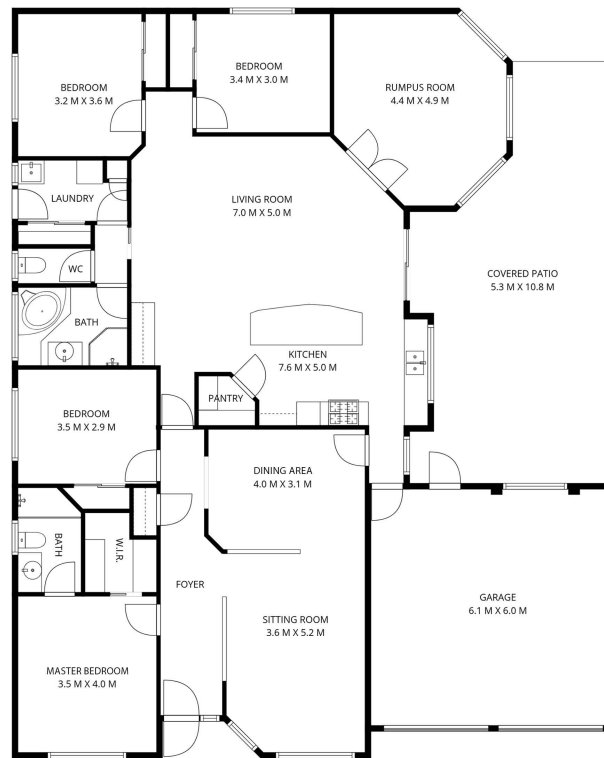 BEDROOM
3.2 M X 3.6 M
BEDROOM
3.4 M X 3.0 M
RUMPUS ROOM
4.4 M X 4.9 M
LAUNDRY
LIVING ROOM
7.0 M X 5.0 M
WC
COVERED PATIO
5.3 M X 10.8 M
BATH
KITCHEN
7.6 M X 5.0 M
PANTRY
BEDROOM
3.5 M X 2.9 M
DINING AREA
4.0 M X 3.1 M
BATH
W.I.R.
FOYER
GARAGE
6.1 M X 6.0 M
SITTING ROOM
3.6 M X 5.2 M
MASTER BEDROOM
3.5 M X 4.0 M